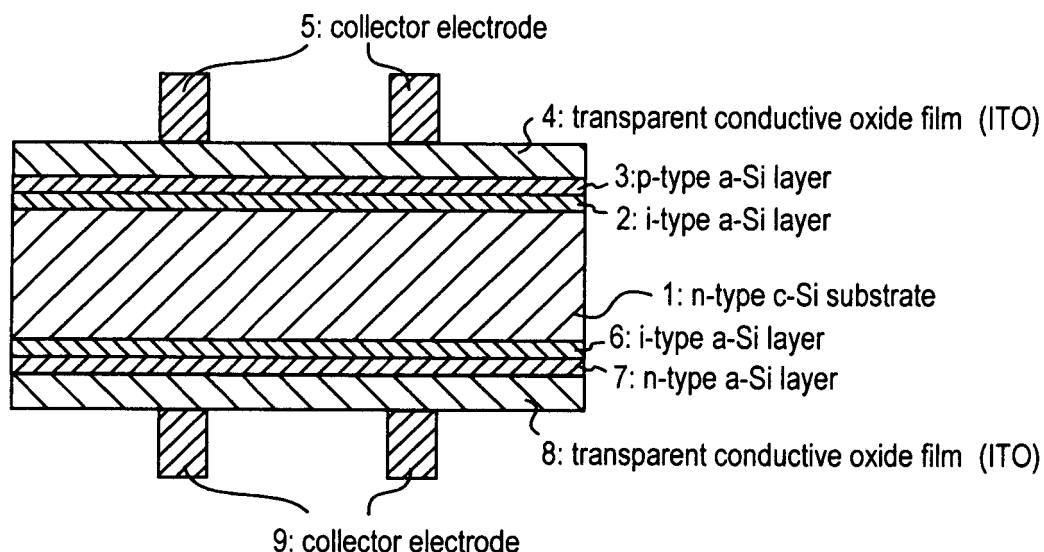 5: collector electrode
4: transparent conductive oxide film (ITO)
3:p-type a-Si layer
2: i-type a-Si layer
1: n-type c-Si substrate
6: i-type a-Si layer
7: n-type a-Si layer
8: transparent conductive oxide film (ITO)
9: collector electrode